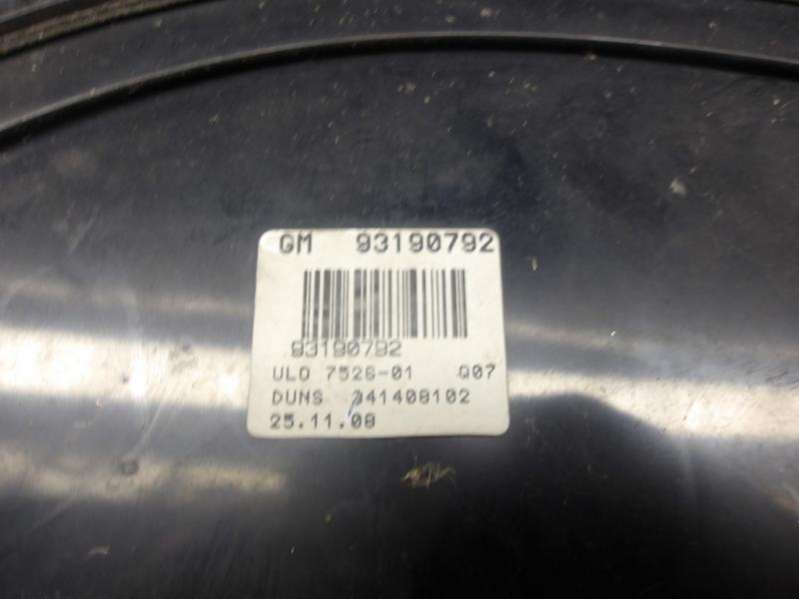 GM 93190792
93190792
ULO 7526-01 Q07
DUNS 341408102
25.11.08